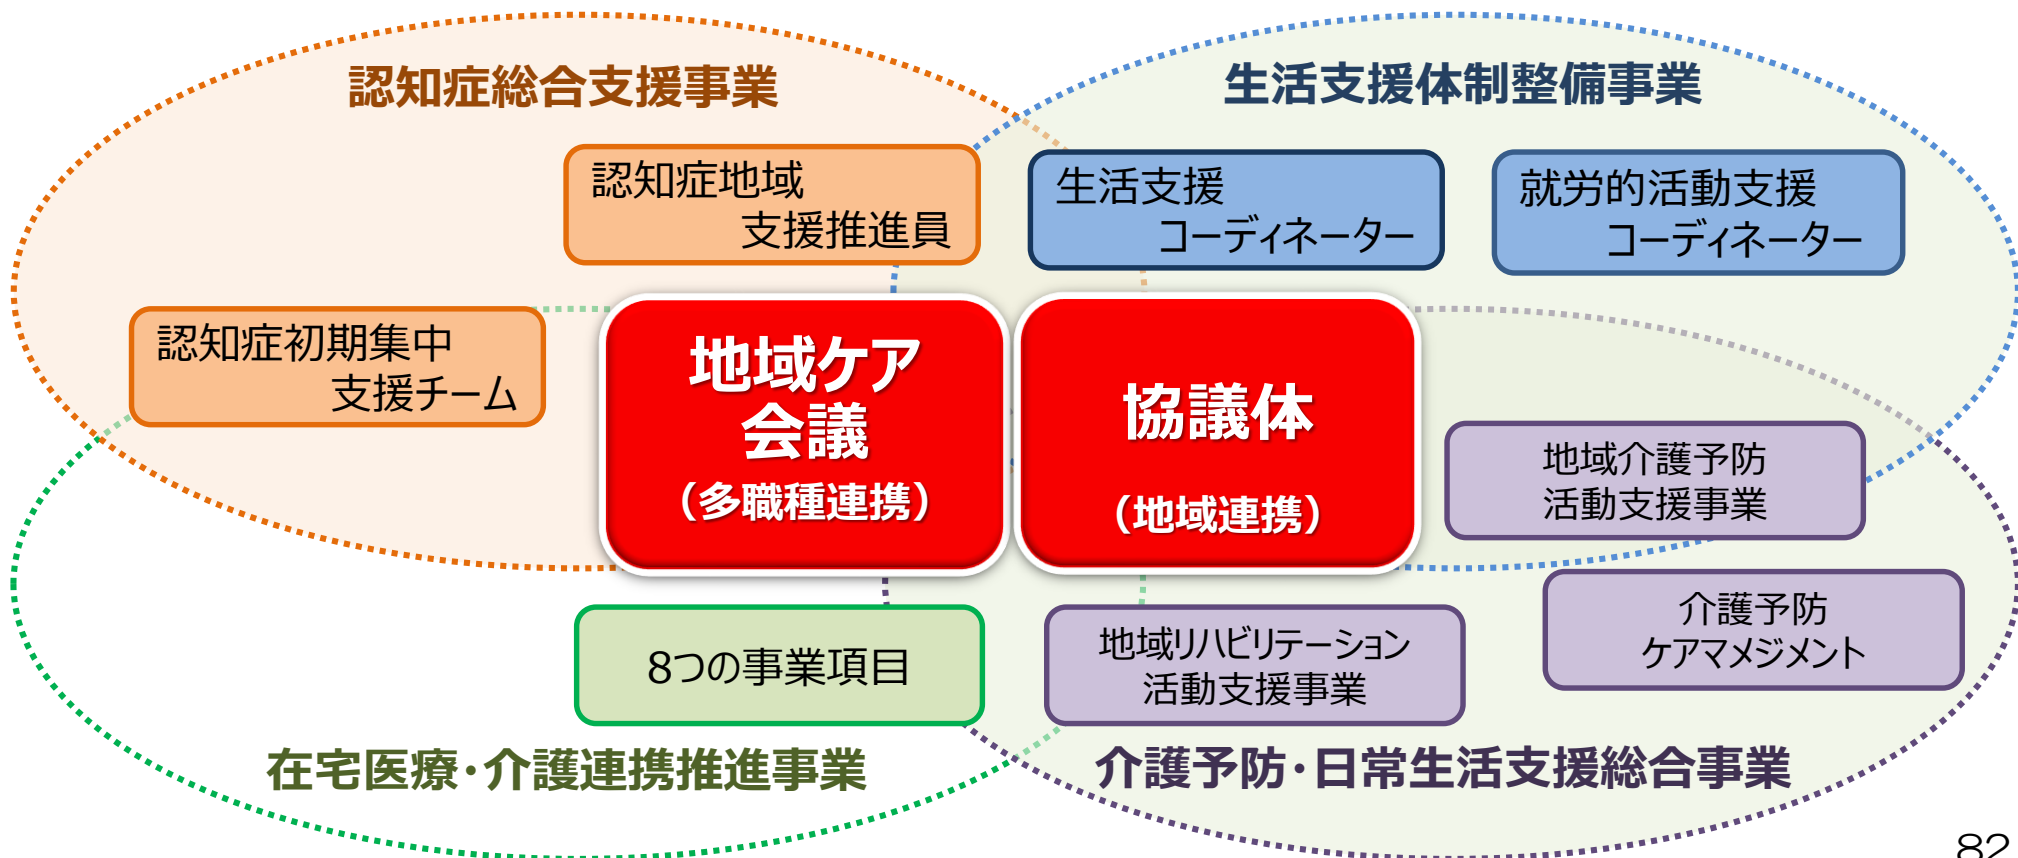 認知症総合支援事業
生活支援体制整備事業
認知症地域
支援推進員
生活支援
コーディネーター
就労的活動支援
コーディネーター
認知症初期集中
支援チーム
地域ケア
会議
（多職種連携）
協議体
（地域連携）
地域介護予防
活動支援事業
介護予防
ケアマメジメント
8つの事業項目
地域リハビリテーション
活動支援事業
在宅医療・介護連携推進事業
介護予防・日常生活支援総合事業
82